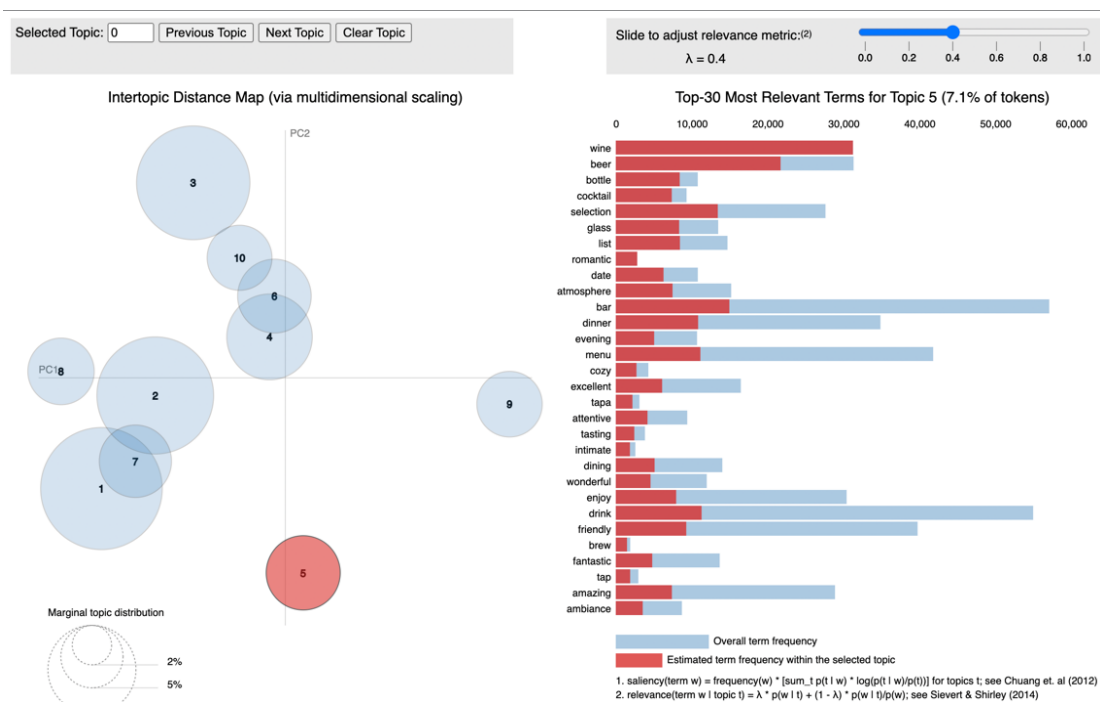 Selected Topic: 0 Previous Topic Next Topic Clear Topic
Slide to adjust relevance metric:(2)
λ = 0.4
0.0 0.2 0.4 0.6 0.8 1.0
Intertopic Distance Map (via multidimensional scaling)
PC2
3
10
6
4
PC1
8
2
9
7
1
5
Marginal topic distribution
2%
5%
Top-30 Most Relevant Terms for Topic 5 (7.1% of tokens)
0 10,000 20,000 30,000 40,000 50,000 60,000
wine
beer
bottle
cocktail
selection
glass
list
romantic
date
atmosphere
bar
dinner
evening
menu
cozy
excellent
tapa
attentive
tasting
intimate
dining
wonderful
enjoy
drink
friendly
brew
fantastic
tap
amazing
ambiance
Overall term frequency
Estimated term frequency within the selected topic
1. saliency(term w) = frequency(w) * [sum_t p(t | w) * log(p(t | w)/p(t))] for topics t; see Chuang et. al (2012)
2. relevance(term w | topic t) = λ * p(w | t) + (1 - λ) * p(w | t)/p(w); see Sievert & Shirley (2014)